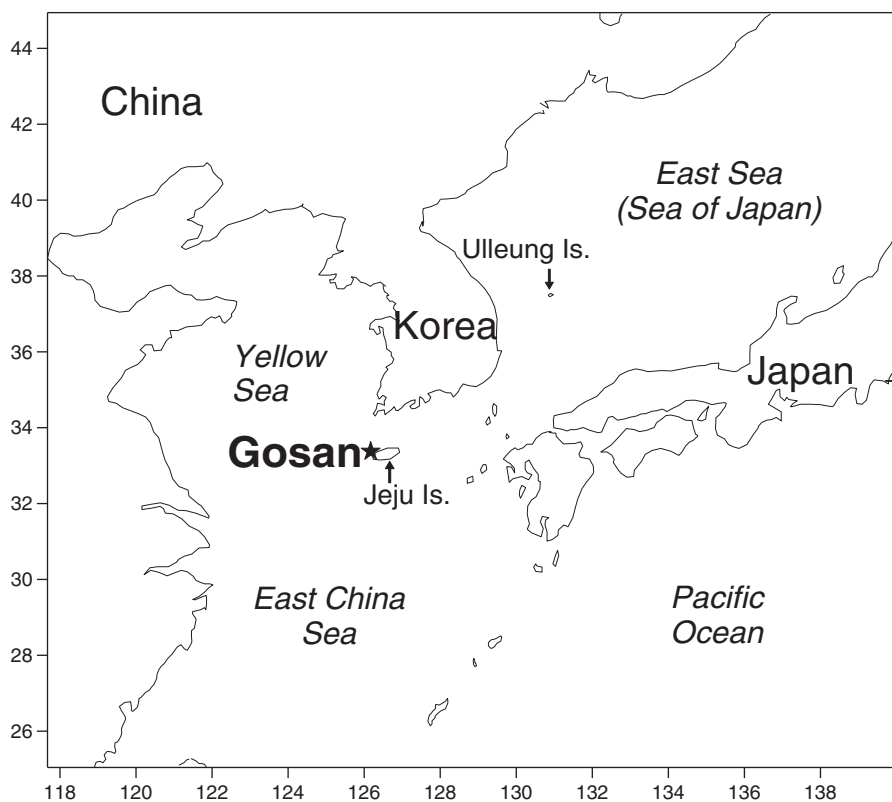 44
China
42
East Sea
40
(Sea of Japan)
Ulleung Is.
38
Korea
36
Yellow
Sea
Japan
34
Gosan
Jeju Is.
32
30
East China
Sea
Pacific
Ocean
28
26
118 120 122 124 126 128 130 132 134 136 138